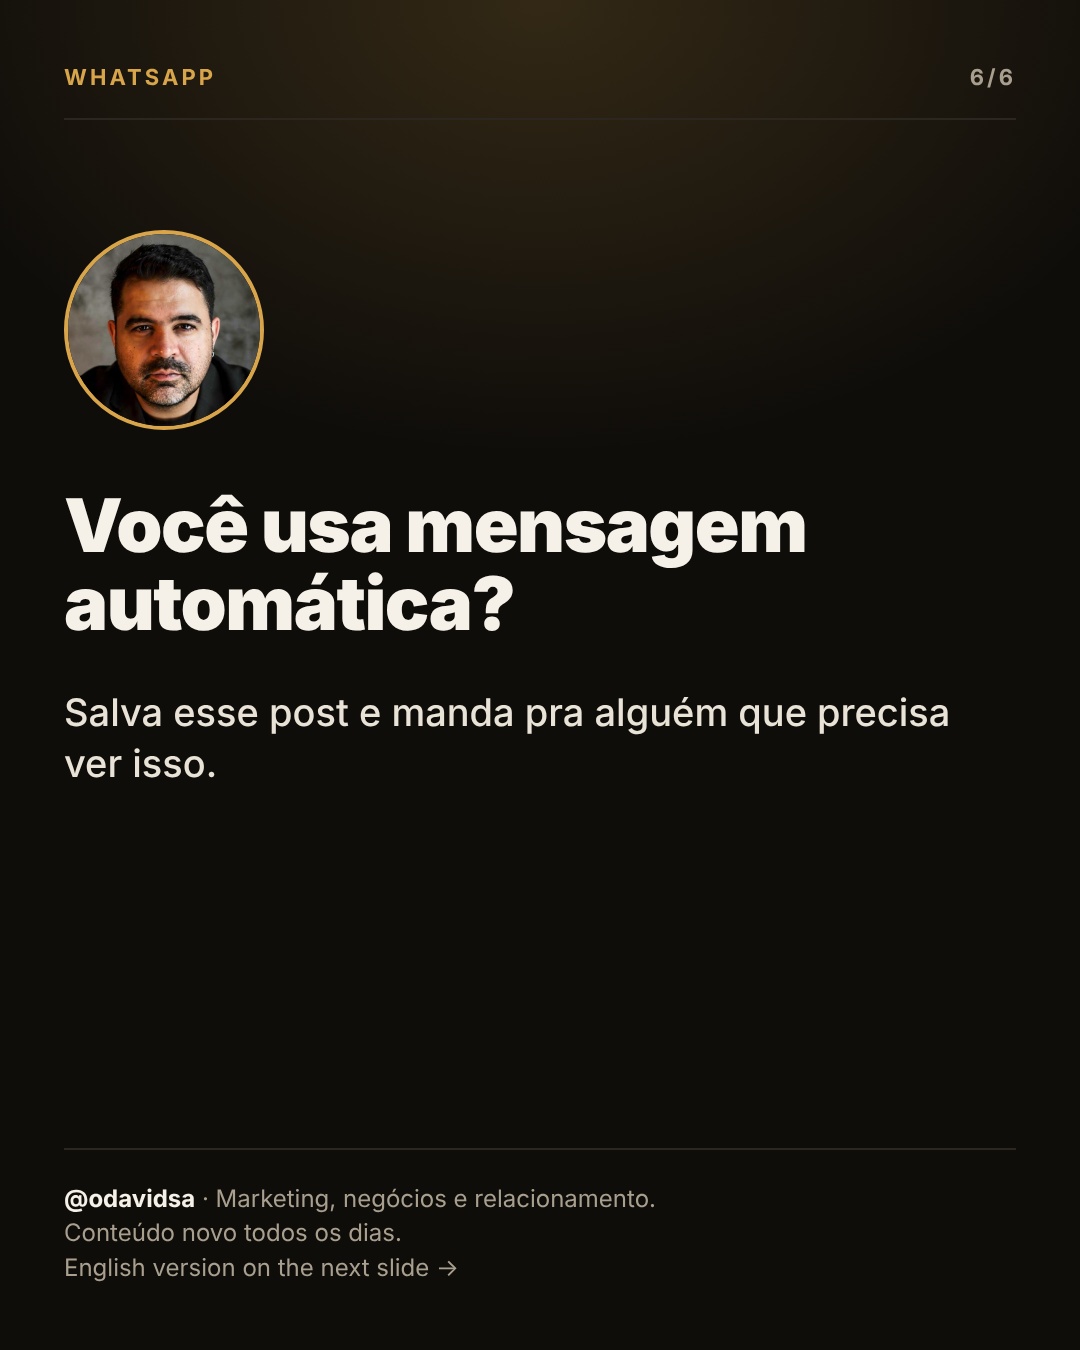 WHATSAPP
6/6
Você usa mensagem
automática?
Salva esse post e manda pra alguém que precisa
ver isso.
@odavidsa · Marketing, negócios e relacionamento.
Conteúdo novo todos os dias.
English version on the next slide →